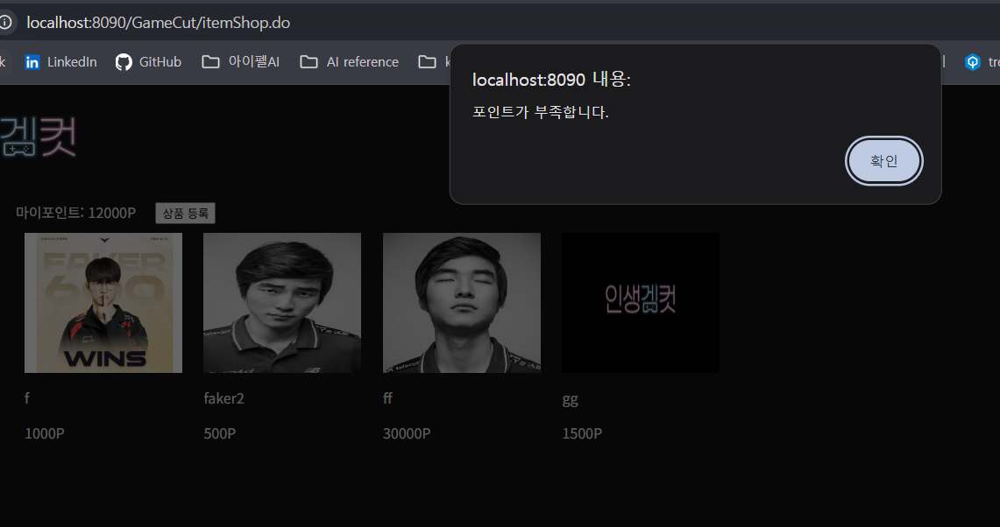 localhost:8090/GameCut/itemShop.do
k LinkedIn GitHub 아이펠AI AI reference k l tre
localhost:8090 내용:
포인트가 부족합니다.
확인
겜컷
마이포인트: 12000P 상품 등록
FAKER
600
WINS
인생겜컷
f faker2 ff gg
1000P 500P 30000P 1500P